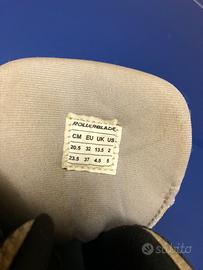 ROLLERBLADE
CM EU UK US
20.5 32 13.5 2
23.5 37 4.5 5
subito